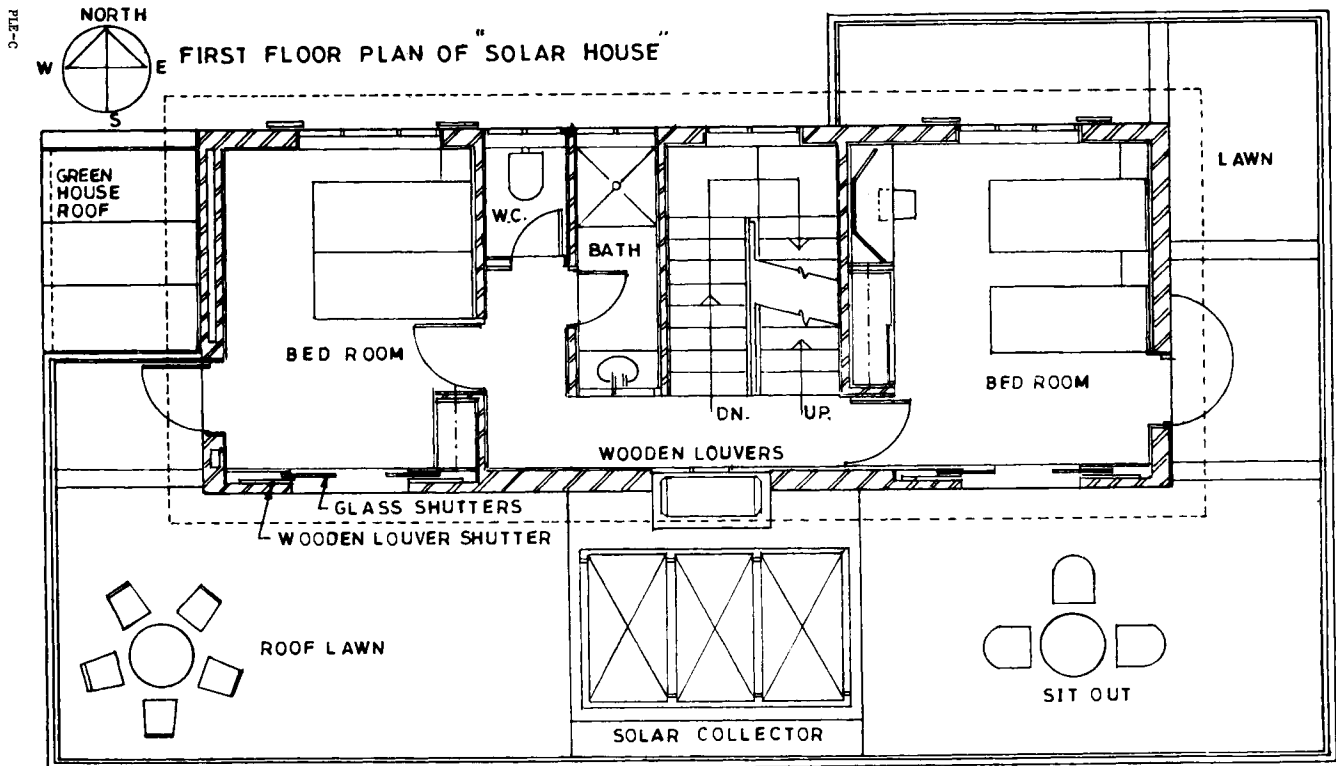 PLE-C
NORTH
W E
S
FIRST FLOOR PLAN OF "SOLAR HOUSE"
GREEN
HOUSE
ROOF
LAWN
W.C.
BATH
BED ROOM
BED ROOM
DN. UP.
WOODEN LOUVERS
GLASS SHUTTERS
WOODEN LOUVER SHUTTER
ROOF LAWN
SIT OUT
SOLAR COLLECTOR